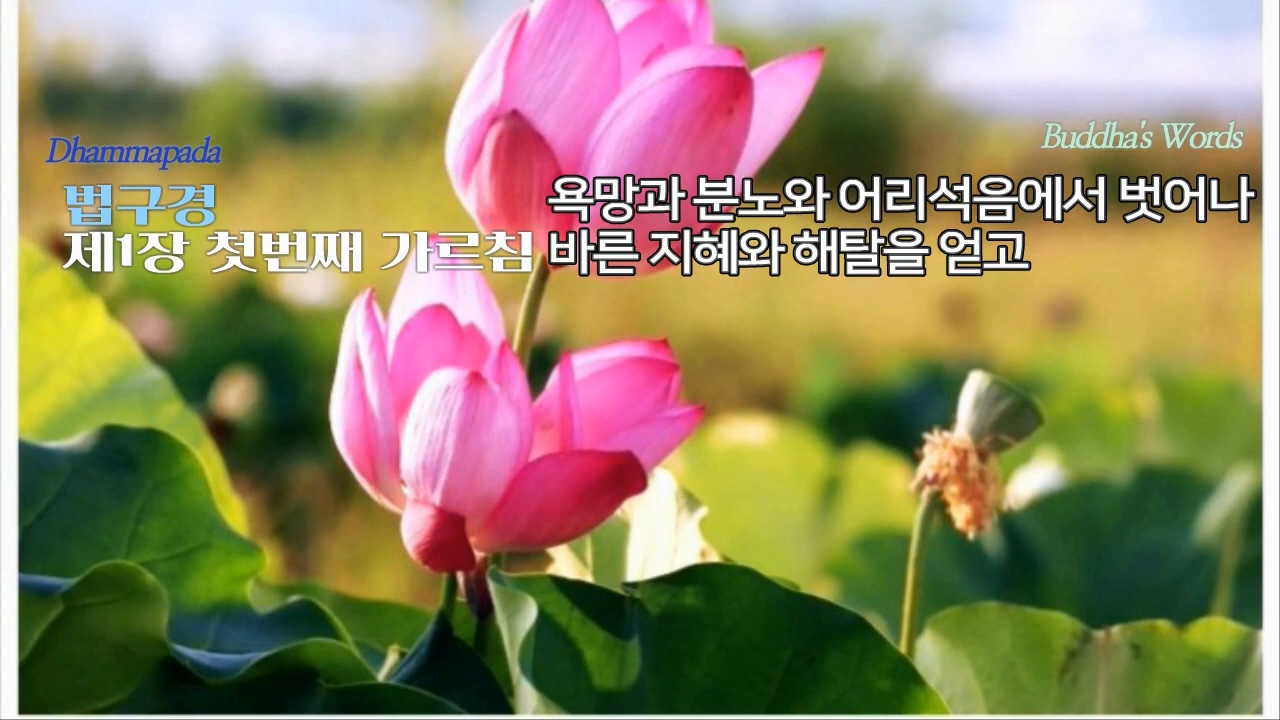 Dhammapada
법구경
제1장 첫번째 가르침
Buddha's Words
욕망과 분노와 어리석음에서 벗어나
바른 지혜와 해탈을 얻고